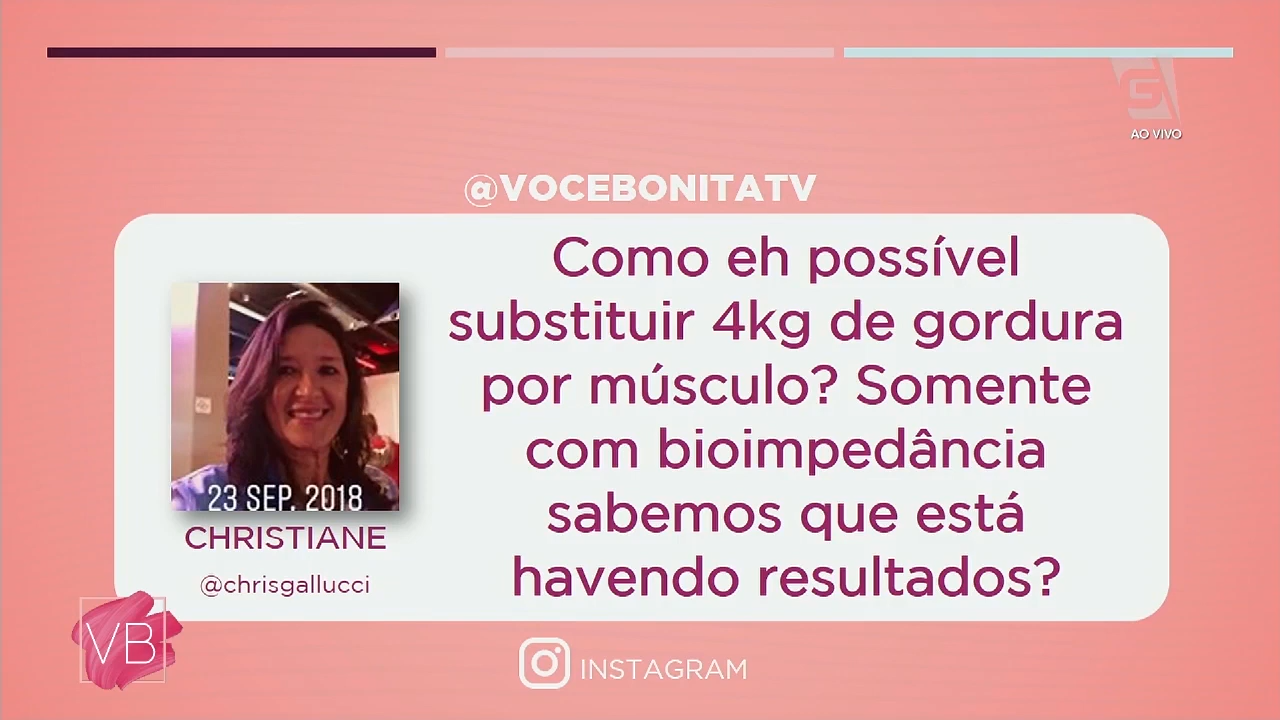 AO VIVO
@VOCEBONITATV
Como eh possível
substituir 4kg de gordura
por músculo? Somente
com bioimpedância
sabemos que está
havendo resultados?
23 SEP. 2018
CHRISTIANE
@chrisgallucci
VB
INSTAGRAM